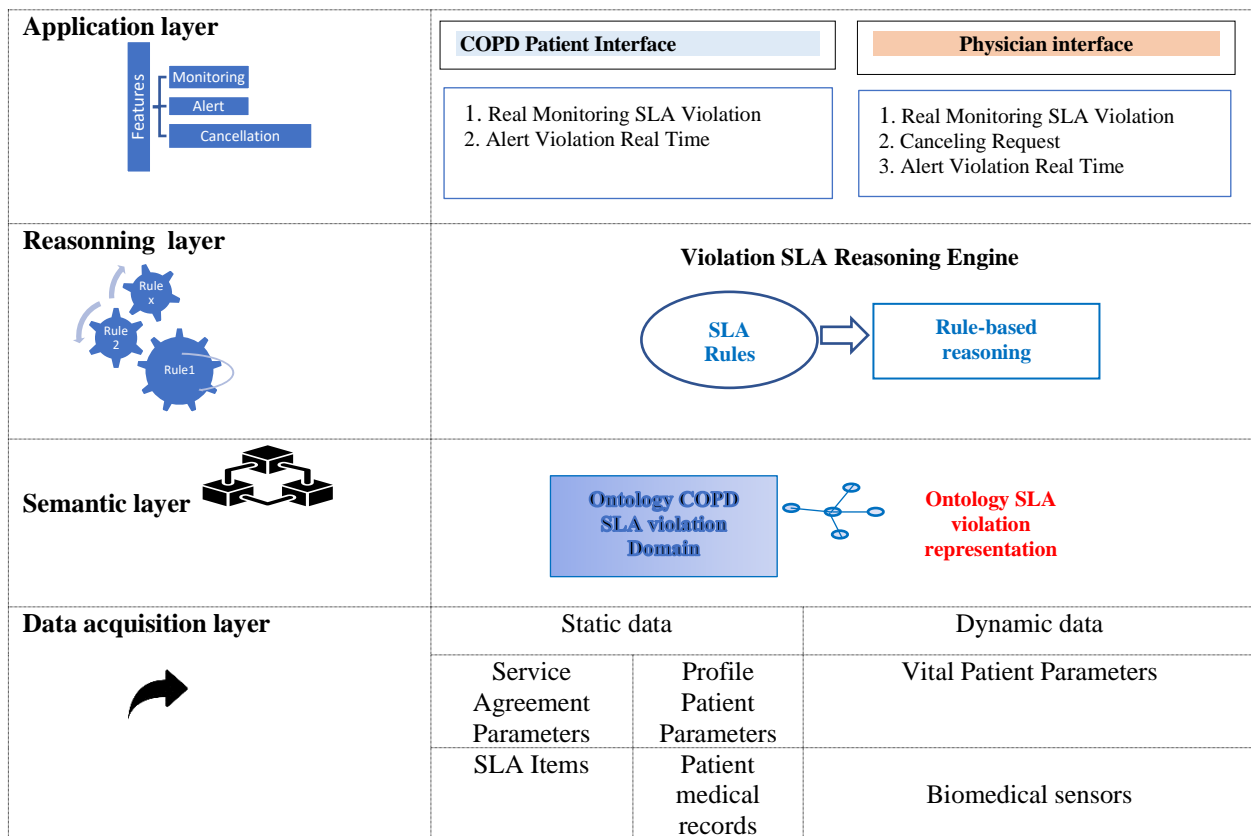 Application layer
Features
Monitoring
Alert
Cancellation
COPD Patient Interface
1. Real Monitoring SLA Violation
2. Alert Violation Real Time
Physician interface
1. Real Monitoring SLA Violation
2. Canceling Request
3. Alert Violation Real Time
Reasonning layer
Rule
x
Rule
2
Rule1
Violation SLA Reasoning Engine
SLA
Rules
Rule-based
reasoning
Semantic layer
Ontology COPD
SLA violation
Domain
Ontology SLA
violation
representation
Data acquisition layer
Static data
Dynamic data
Service
Agreement
Parameters
Profile
Patient
Parameters
Vital Patient Parameters
SLA Items
Patient
medical
records
Biomedical sensors